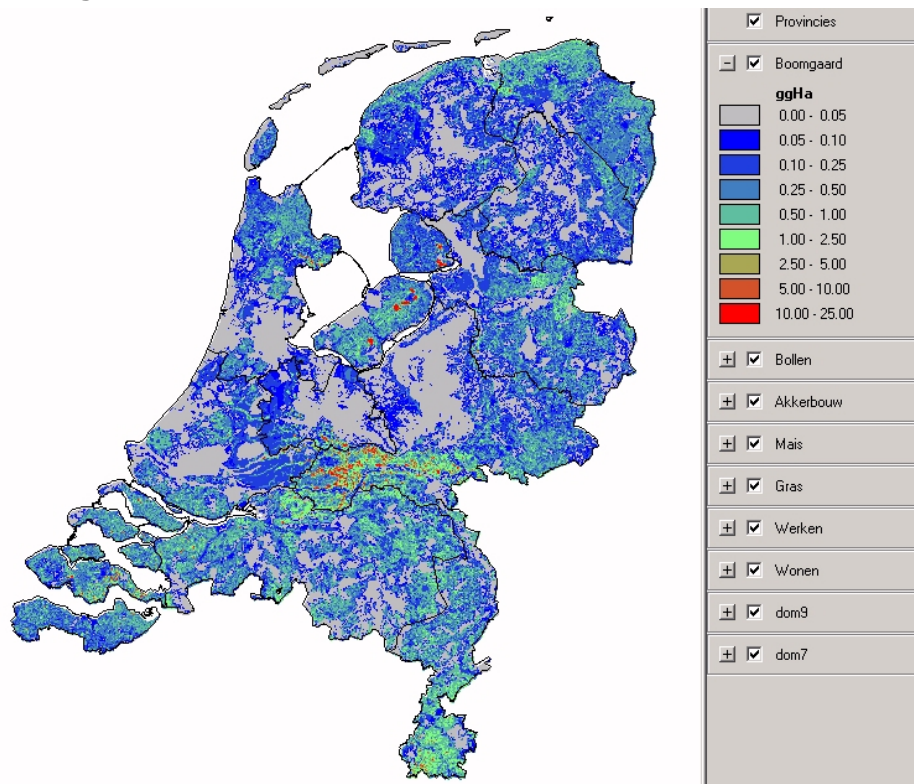 Provincies
Boomgaard
ggHa
0.00 - 0.05
0.05 - 0.10
0.10 - 0.25
0.25 - 0.50
0.50 - 1.00
1.00 - 2.50
2.50 - 5.00
5.00 - 10.00
10.00 - 25.00
Bollen
Akkerbouw
Mais
Gras
Werken
Wonen
dom9
dom7